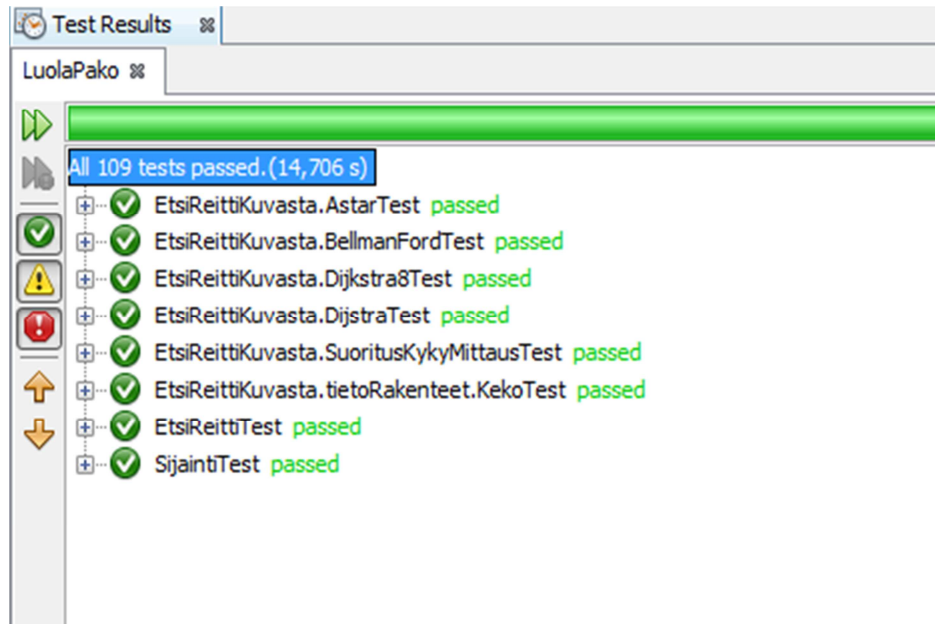 Test Results
LuolaPako
All 109 tests passed.(14,706 s)
EtsiReittiKuvasta.AstarTest passed
EtsiReittiKuvasta.BellmanFordTest passed
EtsiReittiKuvasta.Dijkstra8Test passed
EtsiReittiKuvasta.DijstraTest passed
EtsiReittiKuvasta.SuoritusKykyMittausTest passed
EtsiReittiKuvasta.tietoRakenteet.KekoTest passed
EtsiReittiTest passed
SijaintiTest passed